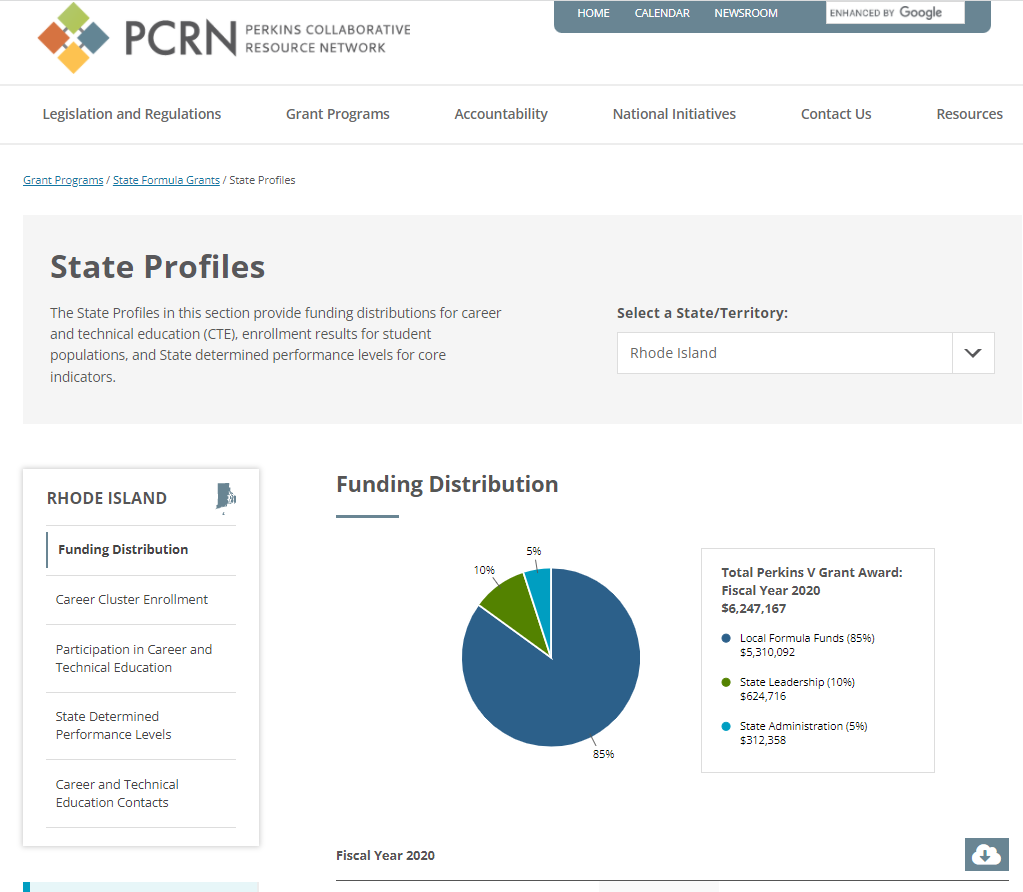 HOME CALENDAR NEWSROOM ENHANCED BY Google
PCRN PERKINS COLLABORATIVE
RESOURCE NETWORK
Legislation and Regulations Grant Programs Accountability National Initiatives Contact Us Resources
Grant Programs / State Formula Grants / State Profiles
State Profiles
The State Profiles in this section provide funding distributions for career
and technical education (CTE), enrollment results for student
populations, and State determined performance levels for core
indicators.
Select a State/Territory:
Rhode Island
RHODE ISLAND
Funding Distribution
Career Cluster Enrollment
Participation in Career and
Technical Education
State Determined
Performance Levels
Career and Technical
Education Contacts
Funding Distribution
5%
10%
85%
Total Perkins V Grant Award:
Fiscal Year 2020
$6,247,167
Local Formula Funds (85%)
$5,310,092
State Leadership (10%)
$624,716
State Administration (5%)
$312,358
Fiscal Year 2020